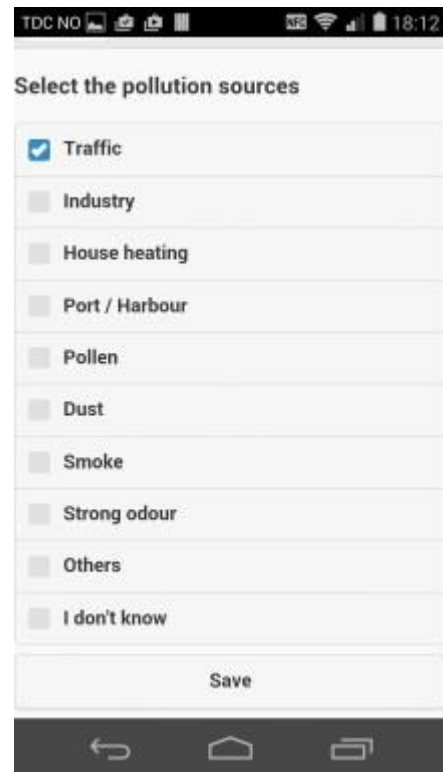 TDC NO NFC 18:12
Select the pollution sources
Traffic
Industry
House heating
Port / Harbour
Pollen
Dust
Smoke
Strong odour
Others
I don't know
Save